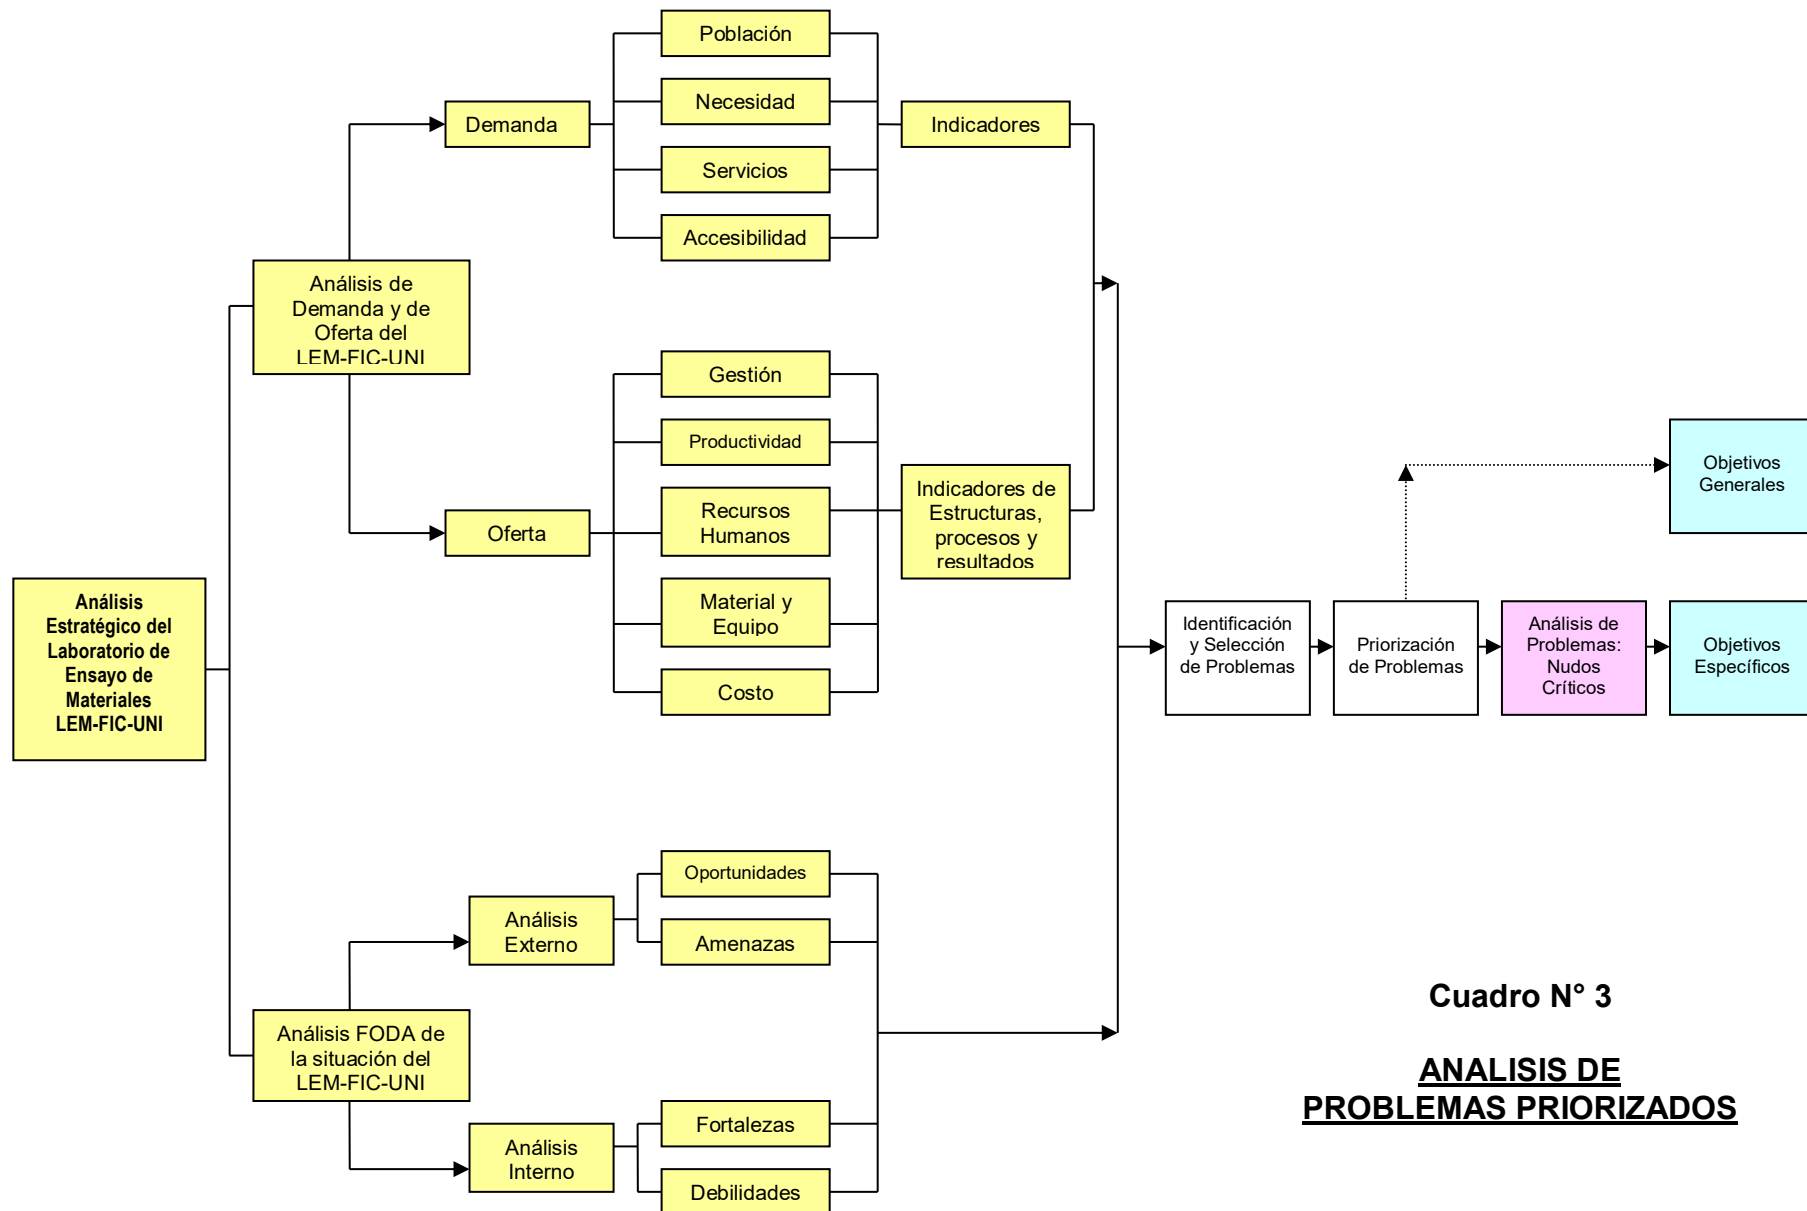 Población
Necesidad
Demanda
Indicadores
Servicios
Accesibilidad
Análisis de
Demanda y de
Oferta del
LEM-FIC-UNI
Gestión
Productividad
Recursos
Humanos
Oferta
Indicadores de
Estructuras,
procesos y
resultados
Material y
Equipo
Costo
Objetivos
Generales
Análisis
Estratégico del
Laboratorio de
Ensayo de
Materiales
LEM-FIC-UNI
Identificación
y Selección
de Problemas
Priorización
de Problemas
Análisis de
Problemas:
Nudos
Críticos
Objetivos
Específicos
Oportunidades
Análisis
Externo
Amenazas
Análisis FODA de
la situación del
LEM-FIC-UNI
Fortalezas
Análisis
Interno
Debilidades
Cuadro N° 3
ANALISIS DE
PROBLEMAS PRIORIZADOS